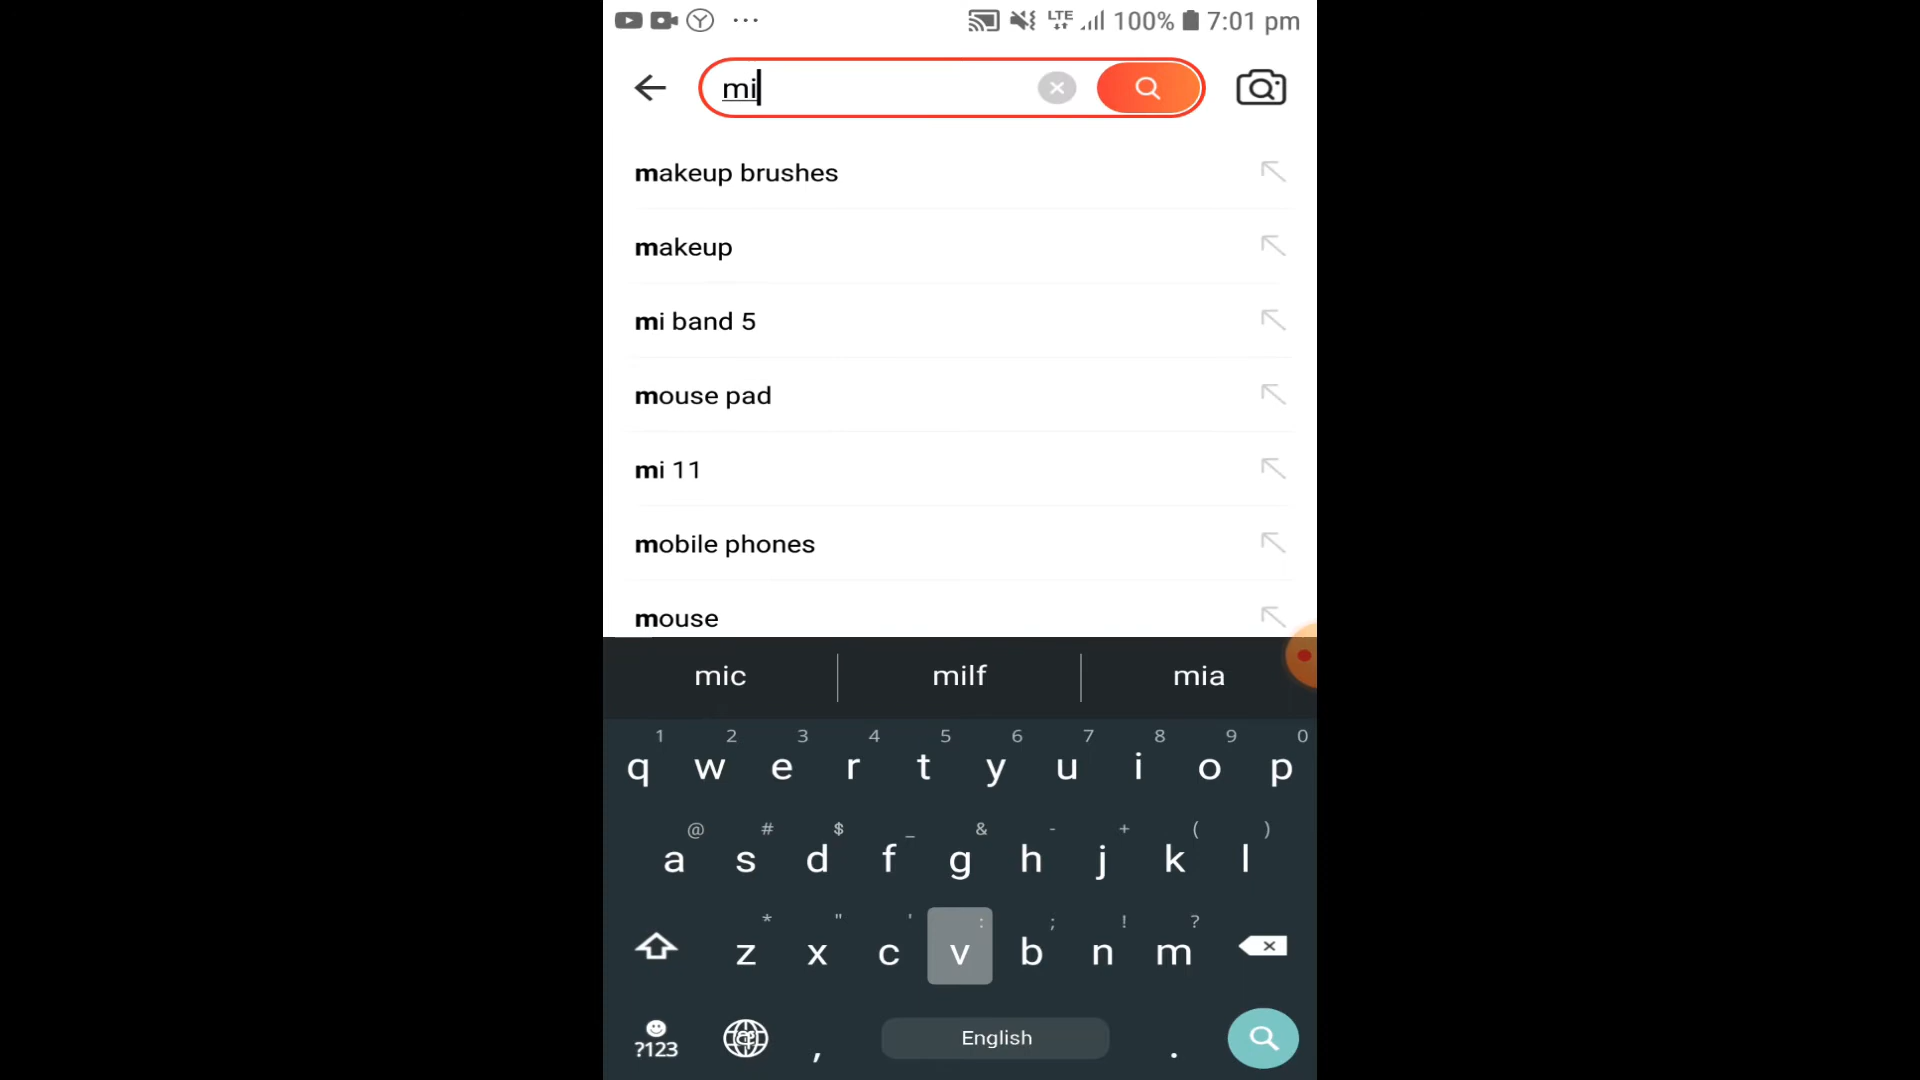 LTE 100% 7:01 pm
mi
makeup brushes
makeup
mi band 5
mouse pad
mi 11
mobile phones
mouse
mic milf mia
1 2 3 4 5 6 7 8 9 0
q w e r t y u i o p
@ # $ _ & - + ( )
a s d f g h j k l
* " ' : ; ! ?
z x c v b n m
?123 , English .